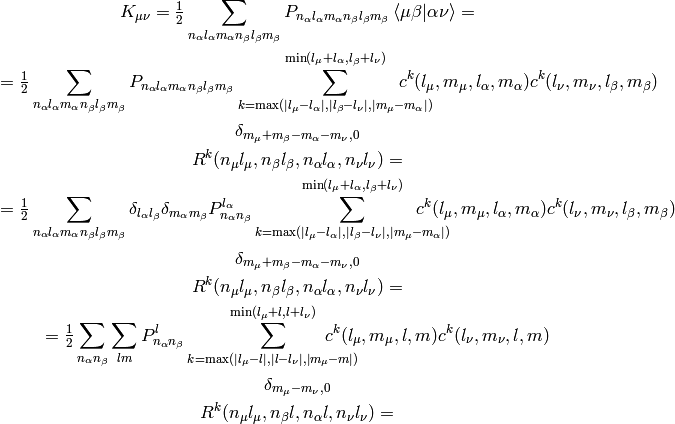 K_{\mu\nu} = \frac{1}{2} \sum_{n_\alpha l_\alpha m_\alpha n_\beta l_\beta m_\beta} P_{n_\alpha l_\alpha m_\alpha n_\beta l_\beta m_\beta} \langle \mu\beta | \alpha\nu \rangle =
= \frac{1}{2} \sum_{n_\alpha l_\alpha m_\alpha n_\beta l_\beta m_\beta} P_{n_\alpha l_\alpha m_\alpha n_\beta l_\beta m_\beta} \sum_{k=\max(|l_\mu-l_\alpha|,|l_\beta-l_\nu|,|m_\mu-m_\alpha|)}^{\min(l_\mu+l_\alpha,l_\beta+l_\nu)} c^k(l_\mu, m_\mu, l_\alpha, m_\alpha) c^k(l_\nu, m_\nu, l_\beta, m_\beta)
\delta_{m_\mu+m_\beta-m_\alpha-m_\nu,0}
R^k(n_\mu l_\mu, n_\beta l_\beta, n_\alpha l_\alpha, n_\nu l_\nu) =
= \frac{1}{2} \sum_{n_\alpha l_\alpha m_\alpha n_\beta l_\beta m_\beta} \delta_{l_\alpha l_\beta} \delta_{m_\alpha m_\beta} P^{l_\alpha}_{n_\alpha n_\beta} \sum_{k=\max(|l_\mu-l_\alpha|,|l_\beta-l_\nu|,|m_\mu-m_\alpha|)}^{\min(l_\mu+l_\alpha,l_\beta+l_\nu)} c^k(l_\mu, m_\mu, l_\alpha, m_\alpha) c^k(l_\nu, m_\nu, l_\beta, m_\beta)
\delta_{m_\mu+m_\beta-m_\alpha-m_\nu,0}
R^k(n_\mu l_\mu, n_\beta l_\beta, n_\alpha l_\alpha, n_\nu l_\nu) =
= \frac{1}{2} \sum_{n_\alpha n_\beta} \sum_{lm} P^l_{n_\alpha n_\beta} \sum_{k=\max(|l_\mu-l|,|l-l_\nu|,|m_\mu-m|)}^{\min(l_\mu+l,l+l_\nu)} c^k(l_\mu, m_\mu, l, m) c^k(l_\nu, m_\nu, l, m)
\delta_{m_\mu-m_\nu,0}
R^k(n_\mu l_\mu, n_\beta l, n_\alpha l, n_\nu l_\nu) =